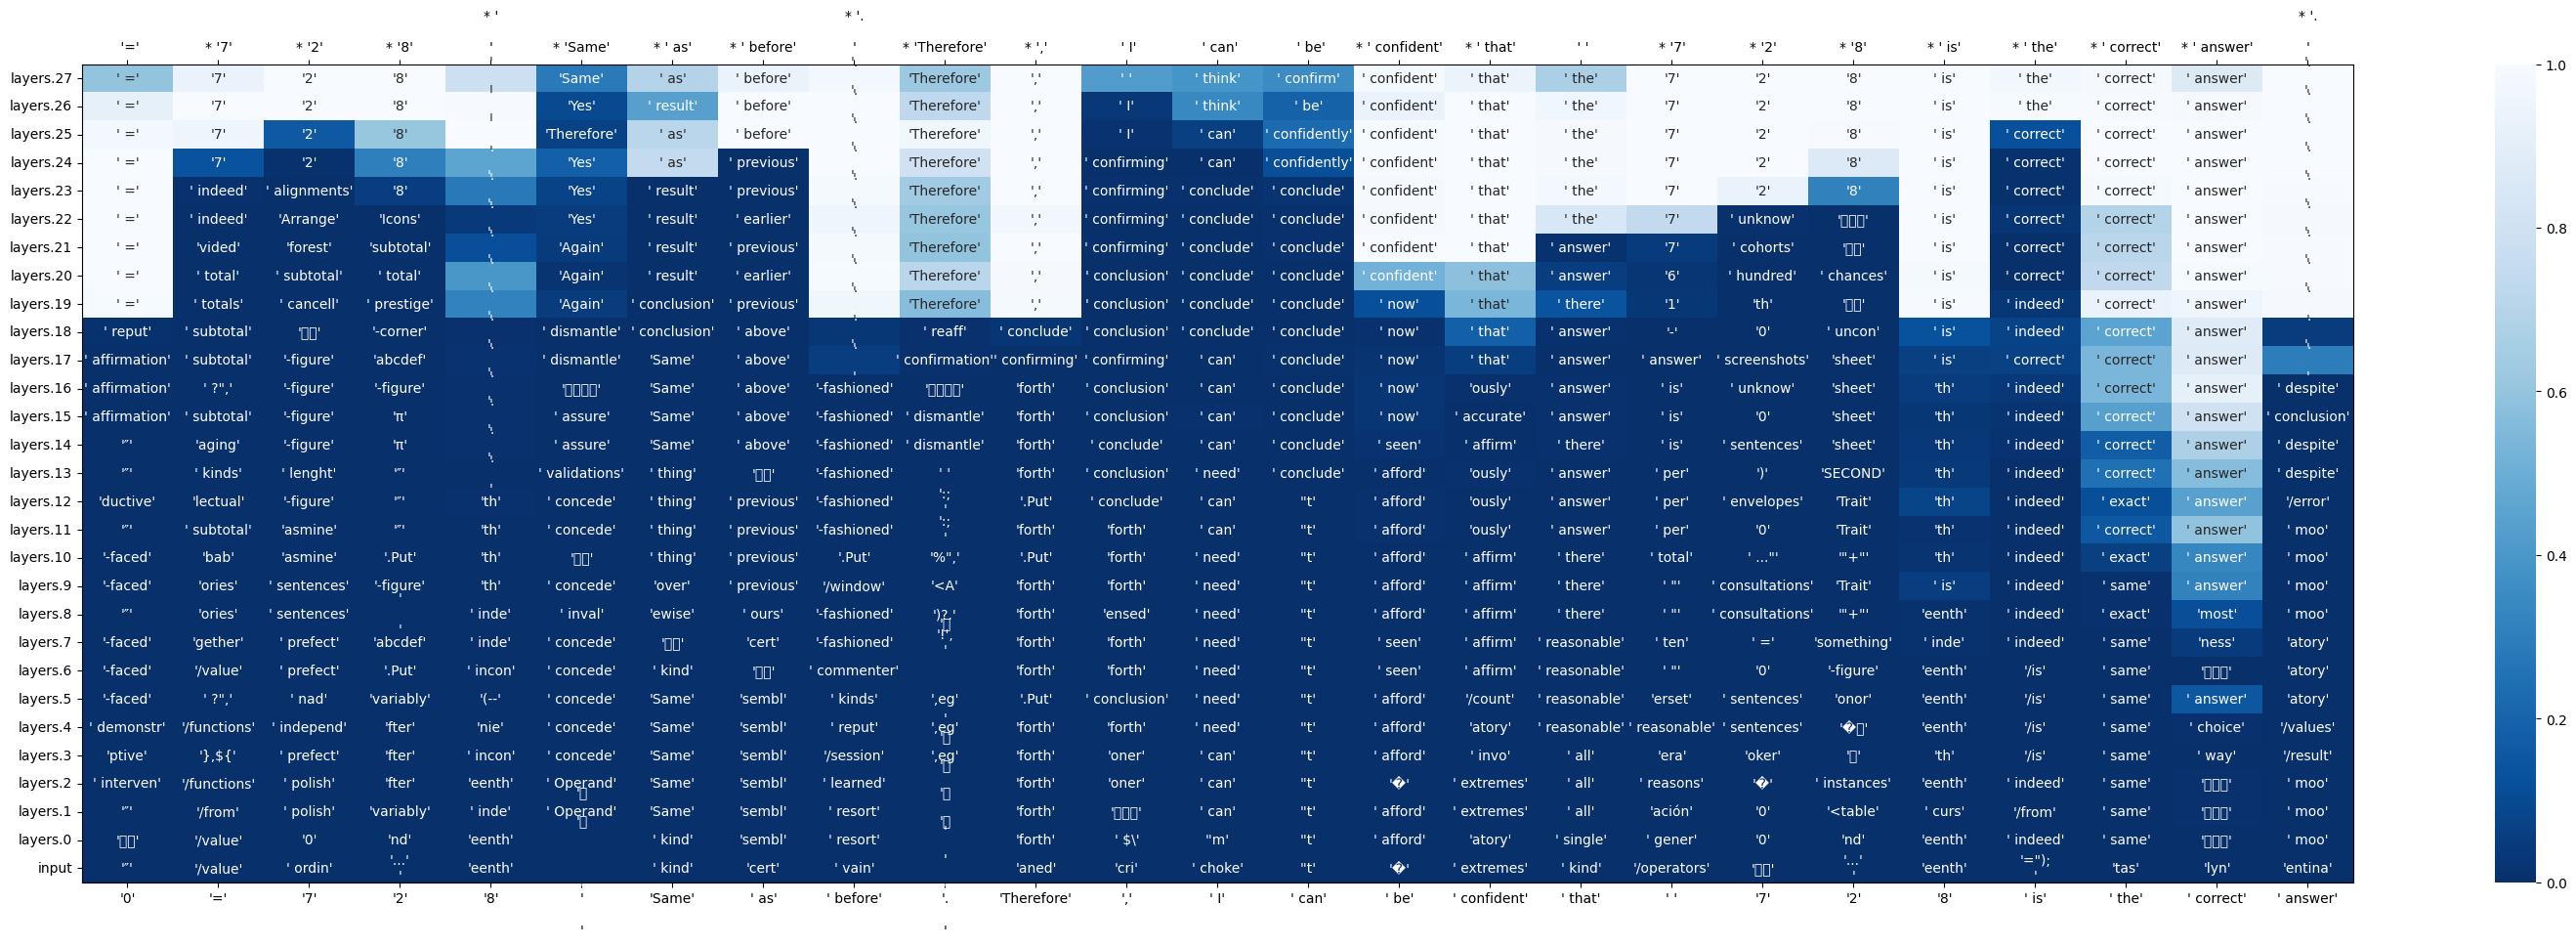 * ' * '. * '.
'=' * '7' * '2' * '8' ' * 'Same' * ' as' * ' before' ' * 'Therefore' * ',' ' I' ' can' ' be' * ' confident' * ' that' ' ' * '7' * '2' * '8' * ' is' * ' the' * ' correct' * ' answer' '
layers.27 ' =' '7' '2' '8' 'Same' ' as' ' before' 'Therefore' ',' ' ' ' think' ' confirm' ' confident' ' that' ' the' '7' '2' '8' ' is' ' the' ' correct' ' answer' 1.0
layers.26 ' =' '7' '2' '8' 'Yes' ' result' ' before' 'Therefore' ',' ' I' ' think' ' be' ' confident' ' that' ' the' '7' '2' '8' ' is' ' the' ' correct' ' answer'
layers.25 ' =' '7' '2' '8' 'Therefore' ' as' ' before' 'Therefore' ',' ' I' ' can' ' confidently' ' confident' ' that' ' the' '7' '2' '8' ' is' ' correct' ' correct' ' answer'
layers.24 ' =' '7' '2' '8' 'Yes' ' as' ' previous' 'Therefore' ',' ' confirming' ' can' ' confidently' ' confident' ' that' ' the' '7' '2' '8' ' is' ' correct' ' correct' ' answer'
layers.23 ' =' ' indeed' ' alignments' '8' 'Yes' ' result' ' previous' 'Therefore' ',' ' confirming' ' conclude' ' conclude' ' confident' ' that' ' the' '7' '2' '8' ' is' ' correct' ' correct' ' answer'
layers.22 ' =' ' indeed' 'Arrange' 'Icons' 'Yes' ' result' ' earlier' 'Therefore' ',' ' confirming' ' conclude' ' conclude' ' confident' ' that' ' the' '7' ' unknow' ' is' ' correct' ' correct' ' answer' 0.8
layers.21 ' =' 'vided' 'forest' 'subtotal' 'Again' ' result' ' previous' 'Therefore' ',' ' confirming' ' conclude' ' conclude' ' confident' ' that' ' answer' '7' ' cohorts' ' is' ' correct' ' correct' ' answer'
layers.20 ' =' ' total' ' subtotal' ' total' 'Again' ' result' ' earlier' 'Therefore' ',' ' conclusion' ' conclude' ' conclude' ' confident' ' that' ' answer' '6' ' hundred' ' chances' ' is' ' correct' ' correct' ' answer'
layers.19 ' =' ' totals' ' cancell' ' prestige' 'Again' ' conclusion' ' previous' 'Therefore' ',' ' conclusion' ' conclude' ' conclude' ' now' ' that' ' there' '1' 'th' ' is' ' indeed' ' correct' ' answer'
layers.18 ' reput' ' subtotal' '-corner' ' dismantle' ' conclusion' ' above' ' reaff' ' conclude' ' conclusion' ' conclude' ' conclude' ' now' ' that' ' answer' '-' '0' ' uncon' ' is' ' indeed' ' correct' ' answer'
layers.17 ' affirmation' ' subtotal' '-figure' 'abcdef' ' dismantle' 'Same' ' above' ' confirmation' ' confirming' ' confirming' ' can' ' conclude' ' now' ' that' ' answer' ' answer' ' screenshots' 'sheet' ' is' ' correct' ' correct' ' answer' 0.6
layers.16 ' affirmation' ' ?",' '-figure' '-figure' 'Same' ' above' '-fashioned' 'forth' ' conclusion' ' can' ' conclude' ' now' 'ously' ' answer' ' is' ' unknow' 'sheet' 'th' ' indeed' ' correct' ' answer' ' despite'
layers.15 ' affirmation' ' subtotal' '-figure' 'π' ' assure' 'Same' ' above' '-fashioned' ' dismantle' 'forth' ' conclusion' ' can' ' conclude' ' now' ' accurate' ' answer' ' is' '0' 'sheet' 'th' ' indeed' ' correct' ' answer' ' conclusion'
layers.14 '"' 'aging' '-figure' 'π' ' assure' 'Same' ' above' '-fashioned' ' dismantle' 'forth' ' conclude' ' can' ' conclude' ' seen' ' affirm' ' there' ' is' ' sentences' 'sheet' 'th' ' indeed' ' correct' ' answer' ' despite'
layers.13 '"' ' kinds' ' lenght' '"' ' validations' ' thing' '-fashioned' ' ' 'forth' ' conclusion' ' need' ' conclude' ' afford' 'ously' ' answer' ' per' ')' 'SECOND' 'th' ' indeed' ' correct' ' answer' ' despite'
layers.12 'ductive' 'lectual' '-figure' '"' 'th' ' concede' ' thing' ' previous' '-fashioned' '.Put' ' conclude' ' can' "t' ' afford' 'ously' ' answer' ' per' ' envelopes' 'Trait' 'th' ' indeed' ' exact' ' answer' '/error' 0.4
layers.11 '"' ' subtotal' 'asmine' '"' 'th' ' concede' ' thing' ' previous' '-fashioned' 'forth' 'forth' ' can' "t' ' afford' 'ously' ' answer' ' per' '0' 'Trait' 'th' ' indeed' ' correct' ' answer' ' moo'
layers.10 '-faced' 'bab' 'asmine' '.Put' 'th' ' thing' ' previous' '.Put' '%",' '.Put' 'forth' ' need' "t' ' afford' ' affirm' ' there' ' total' ' ..."' '"+"' 'th' ' indeed' ' exact' ' answer' ' moo'
layers.9 '-faced' 'ories' ' sentences' '-figure' 'th' ' concede' 'over' ' previous' '/window' '<A' 'forth' 'forth' ' need' "t' ' afford' ' affirm' ' there' ' "' ' consultations' 'Trait' ' is' ' indeed' ' same' ' answer' ' moo'
layers.8 '"' 'ories' ' sentences' ' inde' ' inval' 'ewise' ' ours' '-fashioned' ')?.' 'forth' 'ensed' ' need' "t' ' afford' ' affirm' ' there' ' "' ' consultations' '"+"' 'eenth' ' indeed' ' exact' 'most' ' moo'
layers.7 '-faced' 'gether' ' prefect' 'abcdef' ' inde' ' concede' 'cert' '-fashioned' 'forth' 'forth' ' need' "t' ' seen' ' affirm' ' reasonable' ' ten' ' =' 'something' ' inde' ' indeed' ' same' 'ness' 'atory'
layers.6 '-faced' '/value' ' prefect' '.Put' ' incon' ' concede' ' kind' ' commenter' 'forth' 'forth' ' need' "t' ' seen' ' affirm' ' reasonable' ' "' '0' '-figure' 'eenth' '/is' ' same' 'atory' 0.2
layers.5 '-faced' ' ?",' ' nad' 'variably' '(--' ' concede' 'Same' 'sembl' ' kinds' ',eg' '.Put' ' conclusion' ' need' "t' ' afford' '/count' ' reasonable' 'erset' ' sentences' 'onor' 'eenth' '/is' ' same' ' answer' 'atory'
layers.4 ' demonstr' '/functions' ' independ' 'fter' 'nie' ' concede' 'Same' 'sembl' ' reput' ',eg' 'forth' 'forth' ' need' "t' ' afford' 'atory' ' reasonable' ' reasonable' ' sentences' 'eenth' '/is' ' same' ' choice' '/values'
layers.3 'ptive' '},${' ' prefect' 'fter' ' incon' ' concede' 'Same' 'sembl' '/session' ',eg' 'forth' 'oner' ' can' "t' ' afford' ' invo' ' all' 'era' 'oker' 'th' '/is' ' same' ' way' '/result'
layers.2 ' interven' '/functions' ' polish' 'fter' 'eenth' ' Operand' 'Same' 'sembl' ' learned' 'forth' 'oner' ' can' "t' '�' ' extremes' ' all' ' reasons' '�' ' instances' 'eenth' ' indeed' ' same' ' moo'
layers.1 '"' '/from' ' polish' 'variably' ' inde' ' Operand' 'Same' 'sembl' ' resort' 'forth' ' can' "t' ' afford' ' extremes' ' all' 'ación' '0' '<table' ' curs' '/from' ' same' ' moo'
layers.0 '/value' '0' 'nd' 'eenth' ' kind' 'sembl' ' resort' 'forth' ' $\' "m' "t' ' afford' 'atory' ' single' ' gener' '0' 'nd' 'eenth' ' indeed' ' same' ' moo'
input '"' '/value' ' ordin' '...' 'eenth' ' kind' 'cert' ' vain' 'aned' 'cri' ' choke' "t' '�' ' extremes' ' kind' '/operators' '...' 'eenth' '="); 'tas' 'lyn' 'entina' 0.0
'0' '=' '7' '2' '8' ' 'Same' ' as' ' before' '. 'Therefore' ',' ' I' ' can' ' be' ' confident' ' that' ' ' '7' '2' '8' ' is' ' the' ' correct' ' answer'
' '